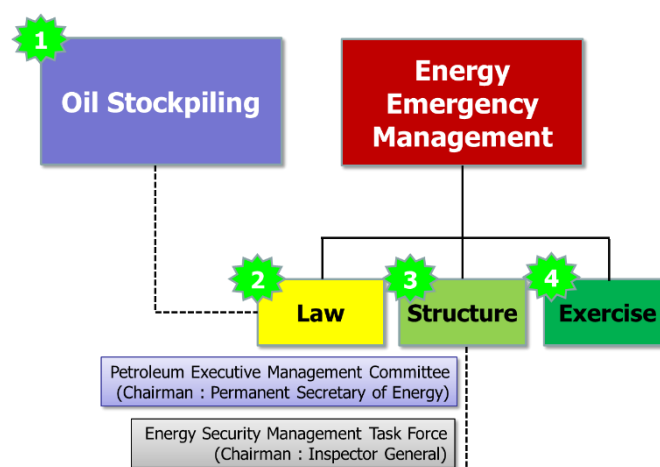 1
Oil Stockpiling
Energy
Emergency
Management
2
Law
3
Structure
4
Exercise
Petroleum Executive Management Committee
(Chairman : Permanent Secretary of Energy)
Energy Security Management Task Force
(Chairman : Inspector General)